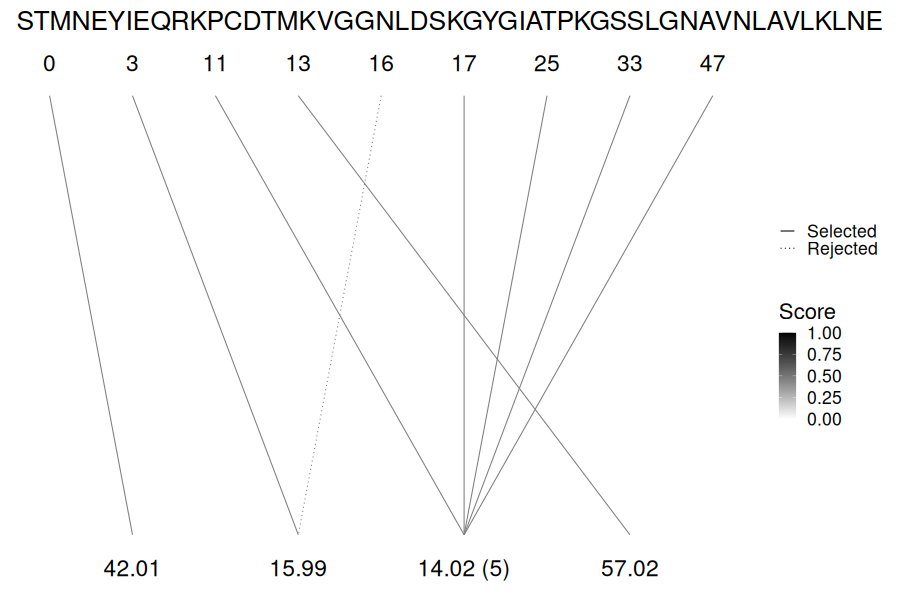 STMNEYIEQRKPCDTMKVGGNLDSKGYGIATPKGSSLGNAVNLAVLKLNE
0 3 11 13 16 17 25 33 47
Selected
Rejected
Score
1.00
0.75
0.50
0.25
0.00
42.01 15.99 14.02 (5) 57.02